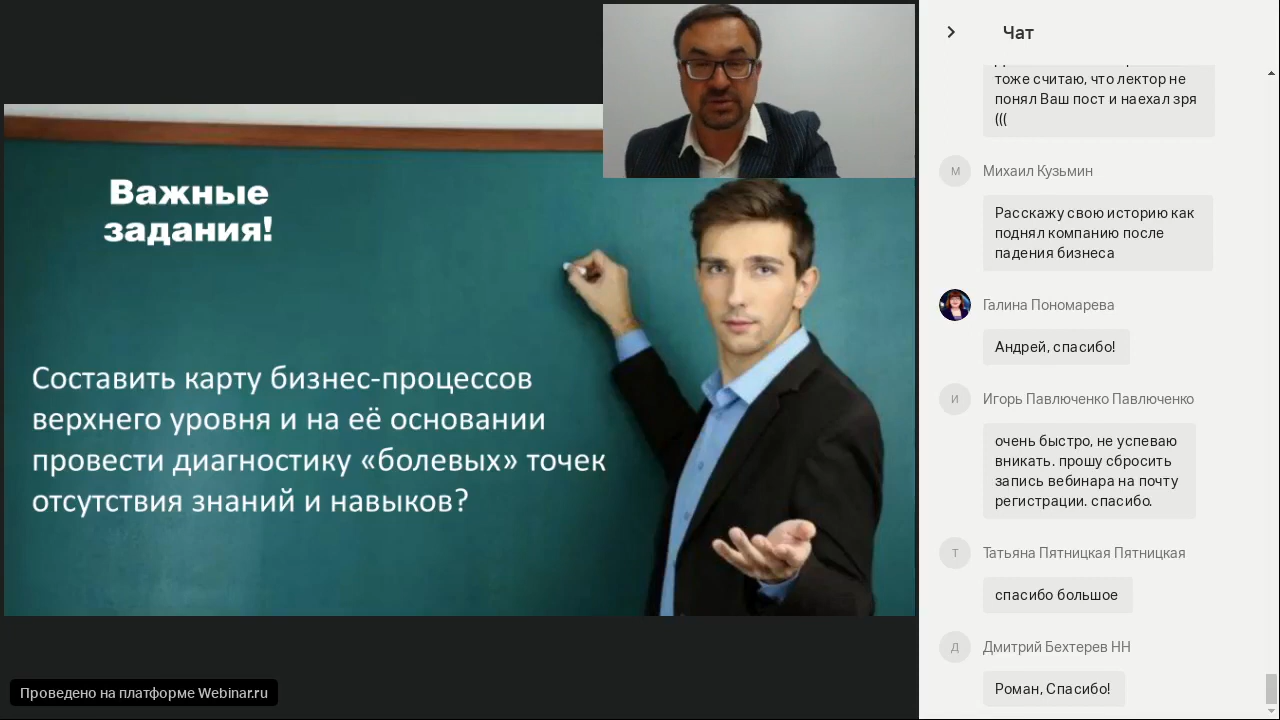 Важные
задания!
Составить карту бизнес-процессов
верхнего уровня и на её основании
провести диагностику «болевых» точек
отсутствия знаний и навыков?
Проведено на платформе Webinar.ru
Чат
тоже считаю, что лектор не
понял Ваш пост и наехал зря
(((
М
Михаил Кузьмин
Расскажу свою историю как
поднял компанию после
падения бизнеса
Галина Пономарева
Андрей, спасибо!
И
Игорь Павлюченко Павлюченко
очень быстро, не успеваю
вникать. прошу сбросить
запись вебинара на почту
регистрации. спасибо.
Т
Татьяна Пятницкая Пятницкая
спасибо большое
Д
Дмитрий Бехтерев НН
Роман, Спасибо!